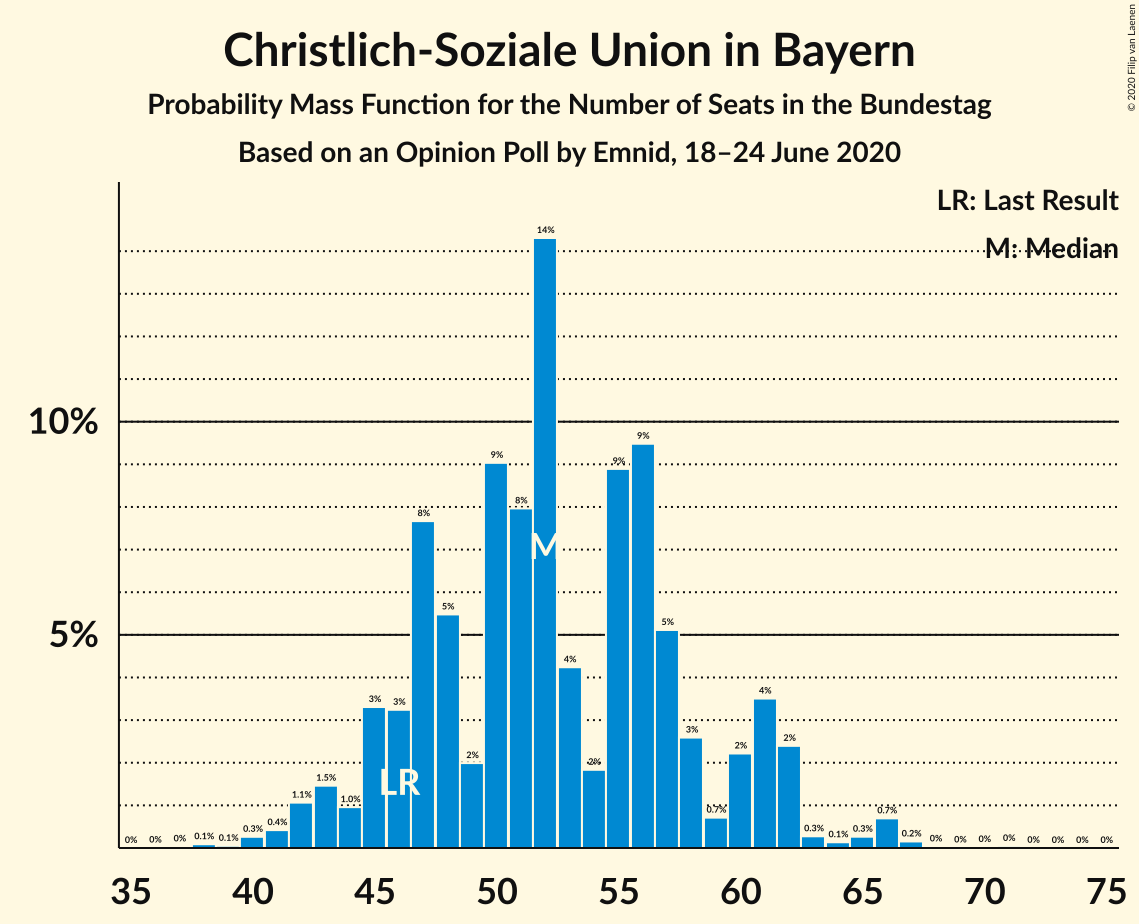 Christlich-Soziale Union in Bayern
Probability Mass Function for the Number of Seats in the Bundestag
Based on an Opinion Poll by Emnid, 18–24 June 2020
© 2020 Filip van Laenen
LR: Last Result
M: Median
10%
5%
0% 0% 0% 0.1% 0.1% 0.3% 0.4% 1.1% 1.5% 1.0% 3% 3% 8% 5% 2% 9% 8% 14% 4% 2% 9% 9% 5% 3% 0.7% 2% 4% 2% 0.3% 0.1% 0.3% 0.7% 0.2% 0% 0% 0% 0% 0% 0% 0% 0%
M
LR
35 40 45 50 55 60 65 70 75